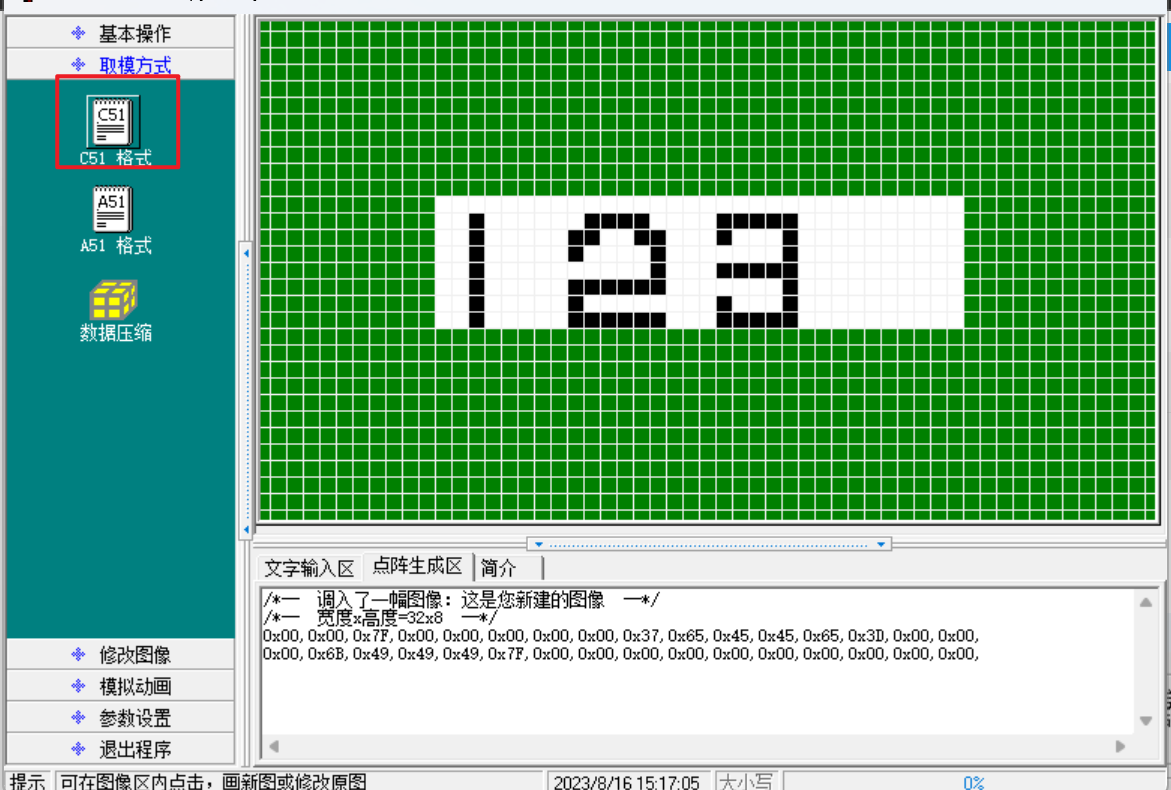 基本操作
取模方式
C51
C51 格式
A51
A51 格式
数据压缩
123
文字输入区 点阵生成区 简介
/*— 调入了一幅图像：这是您新建的图像 —*/
/*— 宽度x高度=32x8 —*/
0x00,0x00,0x7F,0x00,0x00,0x00,0x00,0x00,0x37,0x65,0x45,0x45,0x65,0x3D,0x00,0x00,
0x00,0x6B,0x49,0x49,0x49,0x7F,0x00,0x00,0x00,0x00,0x00,0x00,0x00,0x00,0x00,0x00,
修改图像
模拟动画
参数设置
退出程序
提示 可在图像区内点击，画新图或修改原图 2023/8/16 15:17:05 大小写 0%